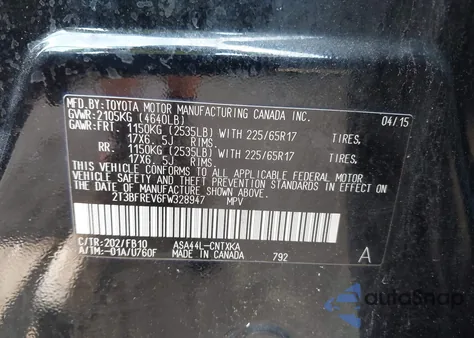 MFD.BY:TOYOTA MOTOR MANUFACTURING CANADA INC.
GVWR:2105KG (4640LB) 04/15
GAWR:FRT. 1150KG (2535LB) WITH 225/65R17 TIRES.
17X6. 5J RIMS.
RR. 1150KG (2535LB) WITH 225/65R17 TIRES.
17X6. 5J RIMS.
THIS VEHICLE CONFORMS TO ALL APPLICABLE FEDERAL MOTOR
VEHICLE SAFETY AND THEFT PREVENTION STANDARDS IN EFFECT ON
THE DATE OF MANUFACTURE SHOWN ABOVE.
2T3BFREV6FW328947 MPV
C/TR:202/FB10 ASA44L-CNTXKA A
A/TM:-01A/U760F MADE IN CANADA 792
autoSnap